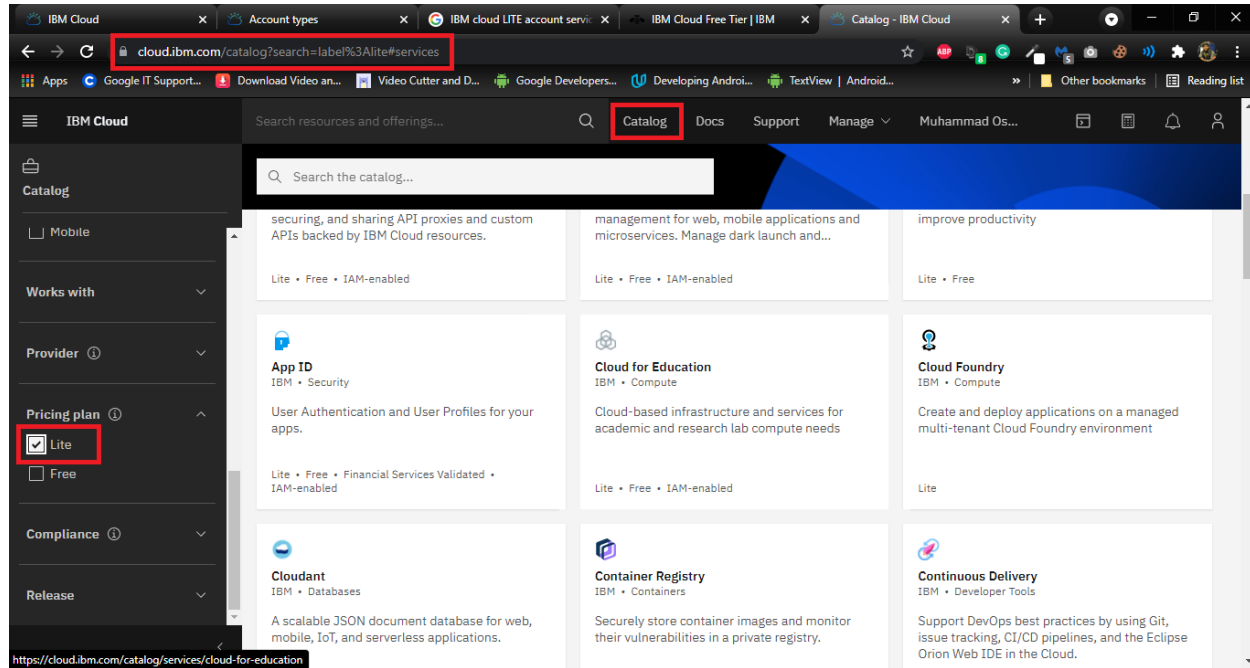 IBM Cloud
Account types
IBM cloud LITE account servic
IBM Cloud Free Tier | IBM
Catalog - IBM Cloud
cloud.ibm.com/catalog?search=label%3Alite#services
ABP
8
5
Apps
Google IT Support...
Download Video an...
Video Cutter and D...
Google Developers...
Developing Androi...
TextView | Android...
»
Other bookmarks
Reading list
IBM Cloud
Search resources and offerings...
Catalog
Docs
Support
Manage
Muhammad Os...
Catalog
Mobile
Works with
Provider
Pricing plan
Lite
Free
Compliance
Release
Search the catalog...
securing, and sharing API proxies and custom
APIs backed by IBM Cloud resources.
Lite • Free • IAM-enabled
management for web, mobile applications and
microservices. Manage dark launch and...
Lite • Free • IAM-enabled
improve productivity
Lite • Free
App ID
IBM • Security
User Authentication and User Profiles for your
apps.
Lite • Free • Financial Services Validated •
IAM-enabled
Cloud for Education
IBM • Compute
Cloud-based infrastructure and services for
academic and research lab compute needs
Lite • Free • IAM-enabled
Cloud Foundry
IBM • Compute
Create and deploy applications on a managed
multi-tenant Cloud Foundry environment
Lite
Cloudant
IBM • Databases
A scalable JSON document database for web,
mobile, IoT, and serverless applications.
Container Registry
IBM • Containers
Securely store container images and monitor
their vulnerabilities in a private registry.
Continuous Delivery
IBM • Developer Tools
Support DevOps best practices by using Git,
issue tracking, CI/CD pipelines, and the Eclipse
Orion Web IDE in the Cloud.
https://cloud.ibm.com/catalog/services/cloud-for-education